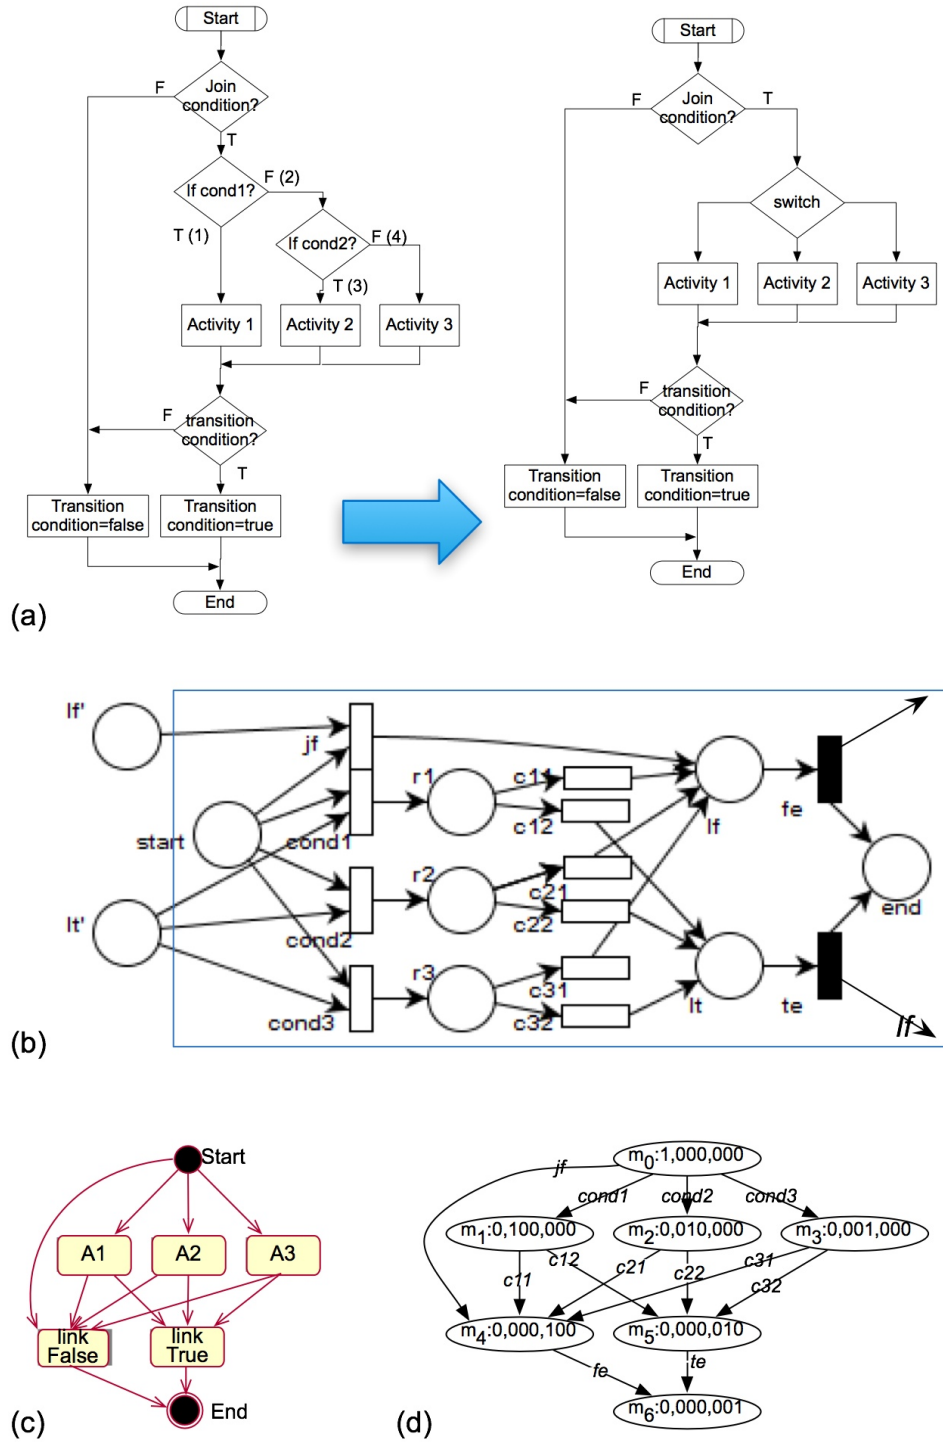 Start
Join
condition?
F
T
If cond1?
F (2)
T (1)
If cond2?
F (4)
T (3)
Activity 1
Activity 2
Activity 3
F
transition
condition?
T
Transition
condition=false
Transition
condition=true
End
Start
Join
condition?
F
T
switch
Activity 1
Activity 2
Activity 3
F
transition
condition?
T
Transition
condition=false
Transition
condition=true
End
(a)
lf'
jf
start
cond1
lt'
cond2
cond3
r1
r2
r3
c11
c12
c21
c22
c31
c32
lf
lt
fe
te
end
lf
(b)
Start
A1
A2
A3
link
False
link
True
End
(c)
m0:1,000,000
jf
cond1
cond2
cond3
m1:0,100,000
m2:0,010,000
m3:0,001,000
c11
c12
c21
c22
c31
c32
m4:0,000,100
m5:0,000,010
fe
te
m6:0,000,001
(d)